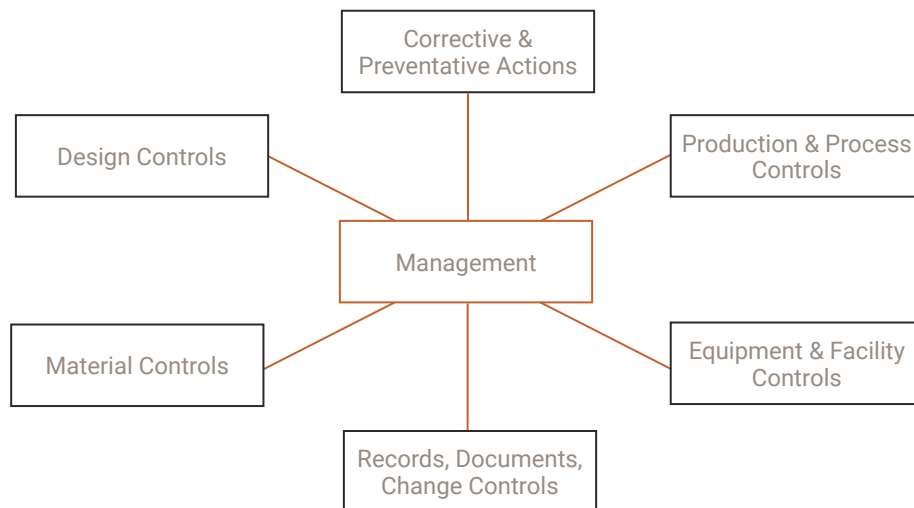 Corrective &
Preventative Actions
Design Controls
Production & Process
Controls
Management
Material Controls
Equipment & Facility
Controls
Records, Documents,
Change Controls